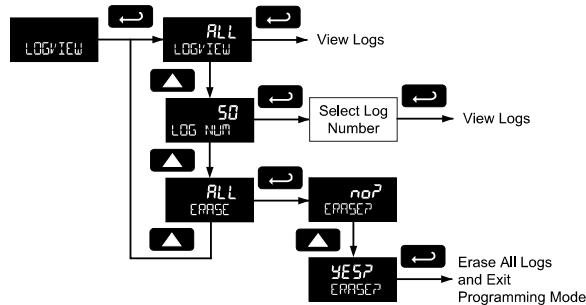 LOGVIEW
ALL
LOGVIEW
View Logs
50
LOG NUM
Select Log
Number
View Logs
ALL
ERASE
no?
ERASE?
YES?
ERASE?
Erase All Logs
and Exit
Programming Mode